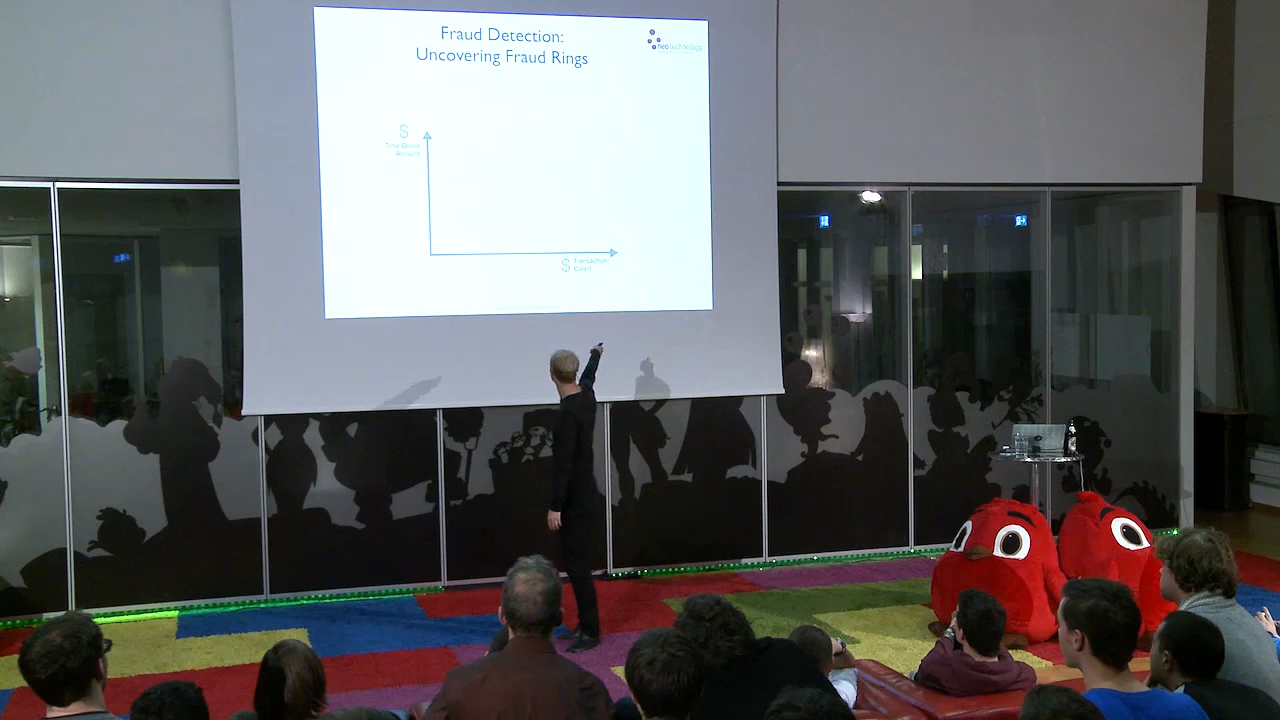 Fraud Detection:
Uncovering Fraud Rings
neo technology
$
Total Dollar
Amount
$ Transaction
Count